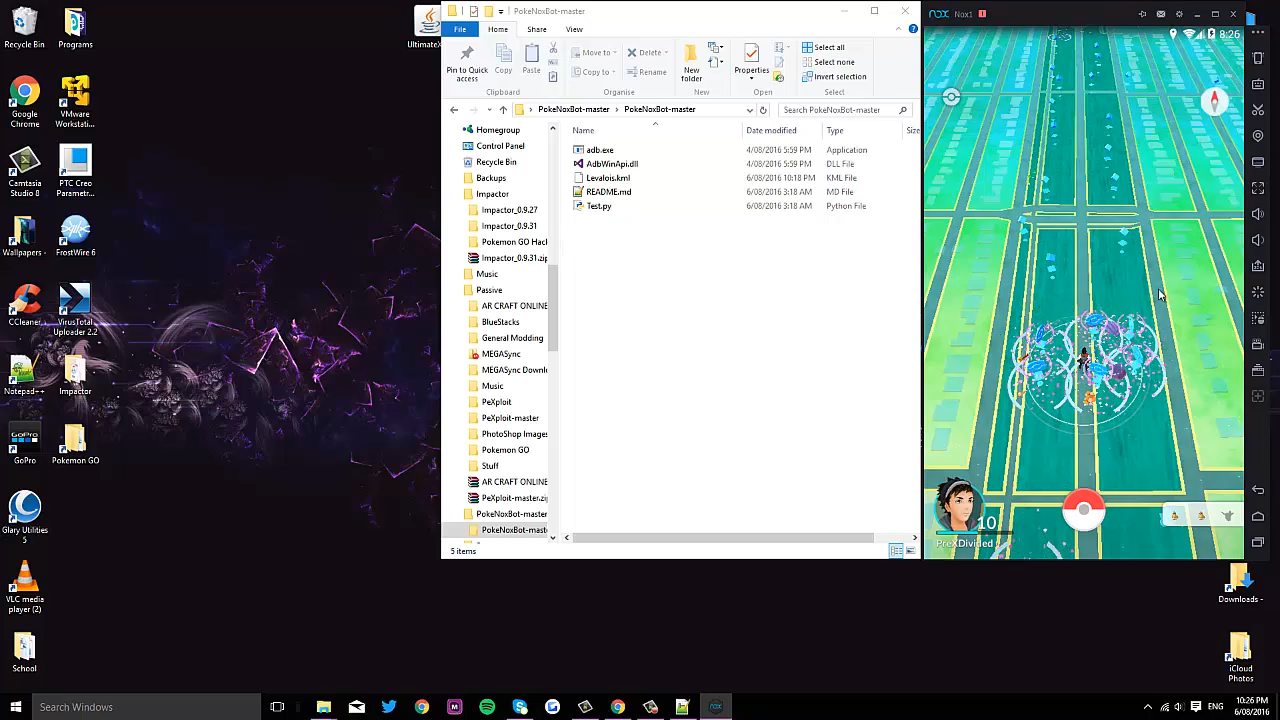 PokeNoxBot-master
File
Home
Share
View
Pin to Quick access
Copy
Paste
Move to
Copy to
Delete
Rename
New folder
Properties
Select all
Select none
Invert selection
Clipboard
Organise
New
Open
Select
PokeNoxBot-master
PokeNoxBot-master
Search PokeNoxBot-master
Homegroup
Control Panel
Recycle Bin
Backups
Impactor
Impactor_0.9.27
Impactor_0.9.31
Pokemon GO Hac
Impactor_0.9.31.zip
Music
Passive
AR CRAFT ONLINE
BlueStacks
General Modding
MEGASync
MEGASync Downl
Music
PeXploit
PeXploit-master
PhotoShop Images
Pokemon GO
Stuff
AR CRAFT ONLINE
PeXploit-master.zip
PokeNoxBot-master
PokeNoxBot-mast
Name
Date modified
Type
Size
adb.exe 4/08/2016 5:59 PM Application
AdbWinApi.dll 4/08/2016 5:59 PM DLL File
Levalois.kml 6/08/2016 10:18 PM KML File
README.md 6/08/2016 3:18 AM MD File
Test.py 6/08/2016 3:18 AM Python File
5 items
nox Nox1
8:26
10
PreXDivided
UltimateX
Programs
Google Chrome
VMware Workstatio...
Camtasia Studio 8
PTC Creo Parametr...
Wallpapers -
FrostWire 6
CCleaner
VirusTotal Uploader 2.2
Notepad++
Impactor
GoPro
GoPro
Pokemon GO
Glary Utilities 5
VLC media player (2)
School
Downloads -
iCloud Photos
Search Windows
nox
ENG
10:26 PM
6/08/2016